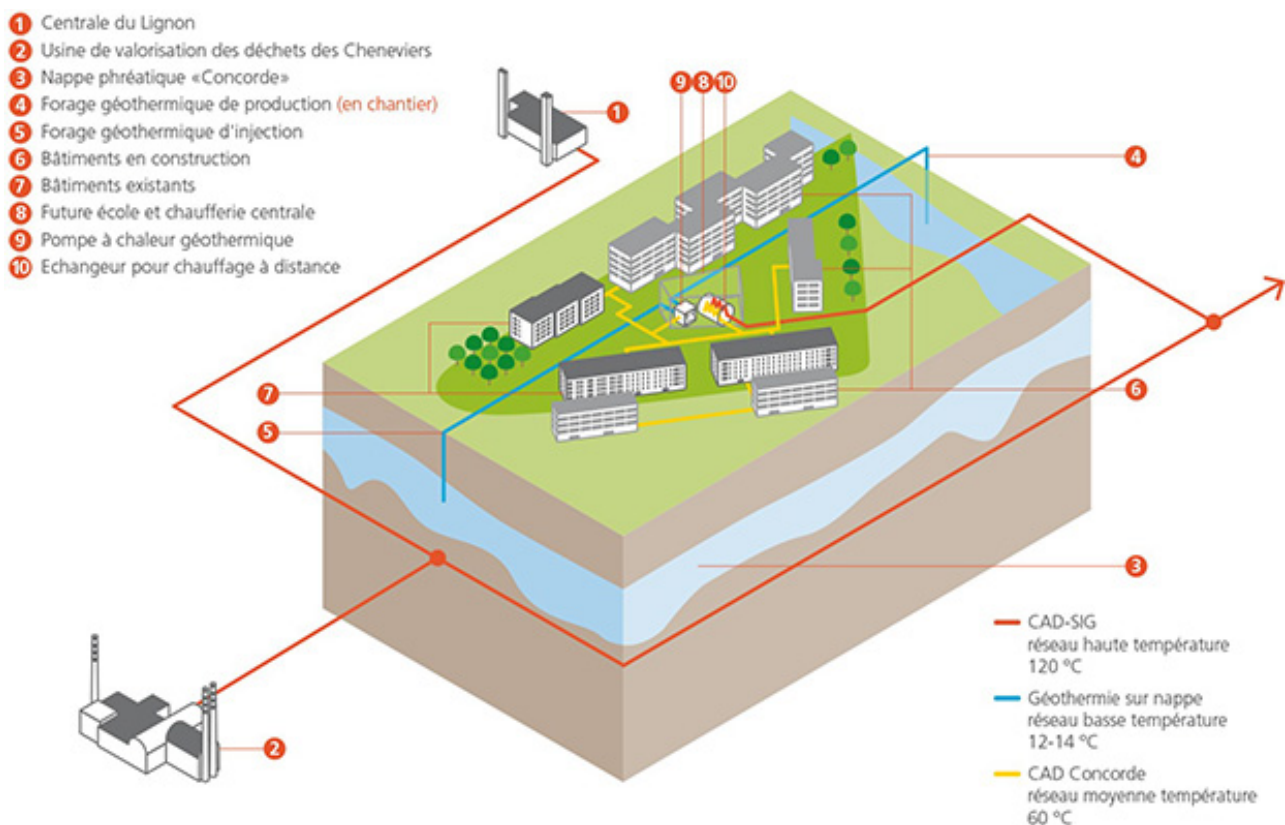 1 Centrale du Lignon
2 Usine de valorisation des déchets des Cheneviers
3 Nappe phréatique «Concorde»
4 Forage géothermique de production (en chantier)
5 Forage géothermique d'injection
6 Bâtiments en construction
7 Bâtiments existants
8 Future école et chaufferie centrale
9 Pompe à chaleur géothermique
10 Echangeur pour chauffage à distance
9 8 10
1
4
7
6
5
3
2
CAD-SIG
réseau haute température
120 °C
Géothermie sur nappe
réseau basse température
12-14 °C
CAD Concorde
réseau moyenne température
60 °C